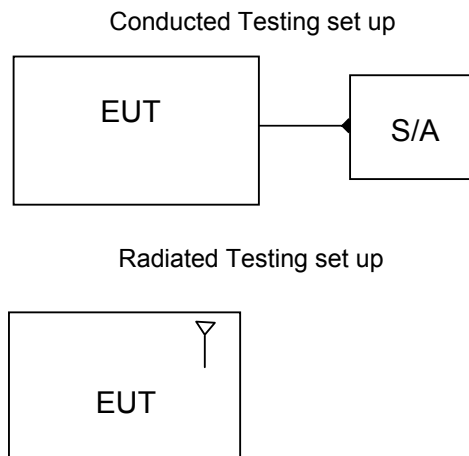 Conducted Testing set up
EUT
S/A
Radiated Testing set up
EUT